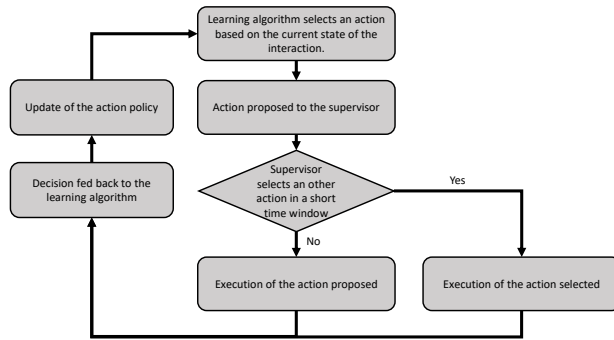 Learning algorithm selects an action
based on the current state of the
interaction.
Update of the action policy
Action proposed to the supervisor
Supervisor
selects an other
action in a short
time window
Yes
Decision fed back to the
learning algorithm
No
Execution of the action proposed
Execution of the action selected